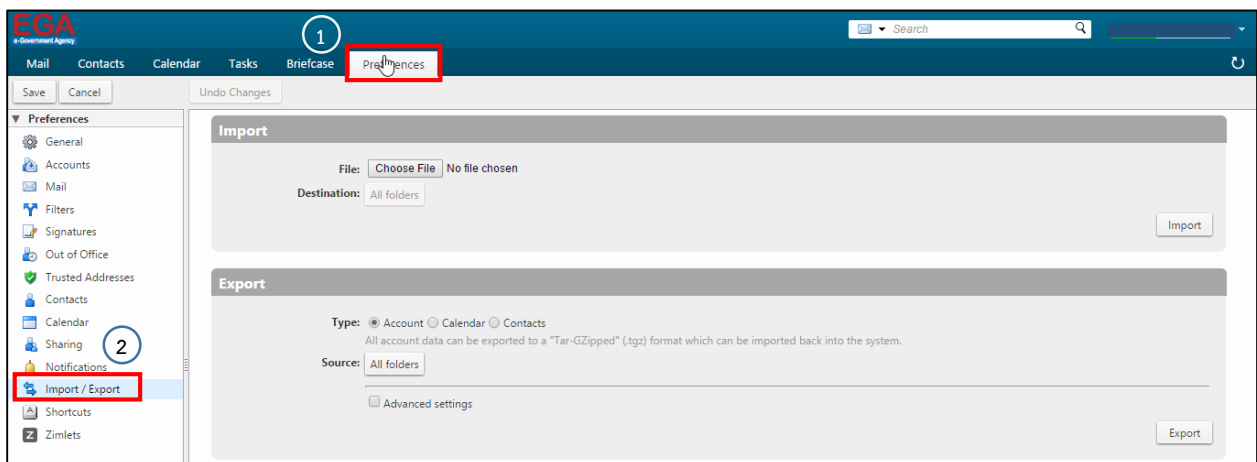 EGA
e-Government Agency
Search
1
Mail Contacts Calendar Tasks Briefcase Preferences
Save Cancel Undo Changes
Preferences
General
Accounts
Mail
Filters
Signatures
Out of Office
Trusted Addresses
Contacts
Calendar
Sharing
2
Notifications
Import / Export
Shortcuts
Zimlets
Import
File: Choose File No file chosen
Destination: All folders
Import
Export
Type: Account Calendar Contacts
All account data can be exported to a "Tar-GZipped" (.tgz) format which can be imported back into the system.
Source: All folders
Advanced settings
Export